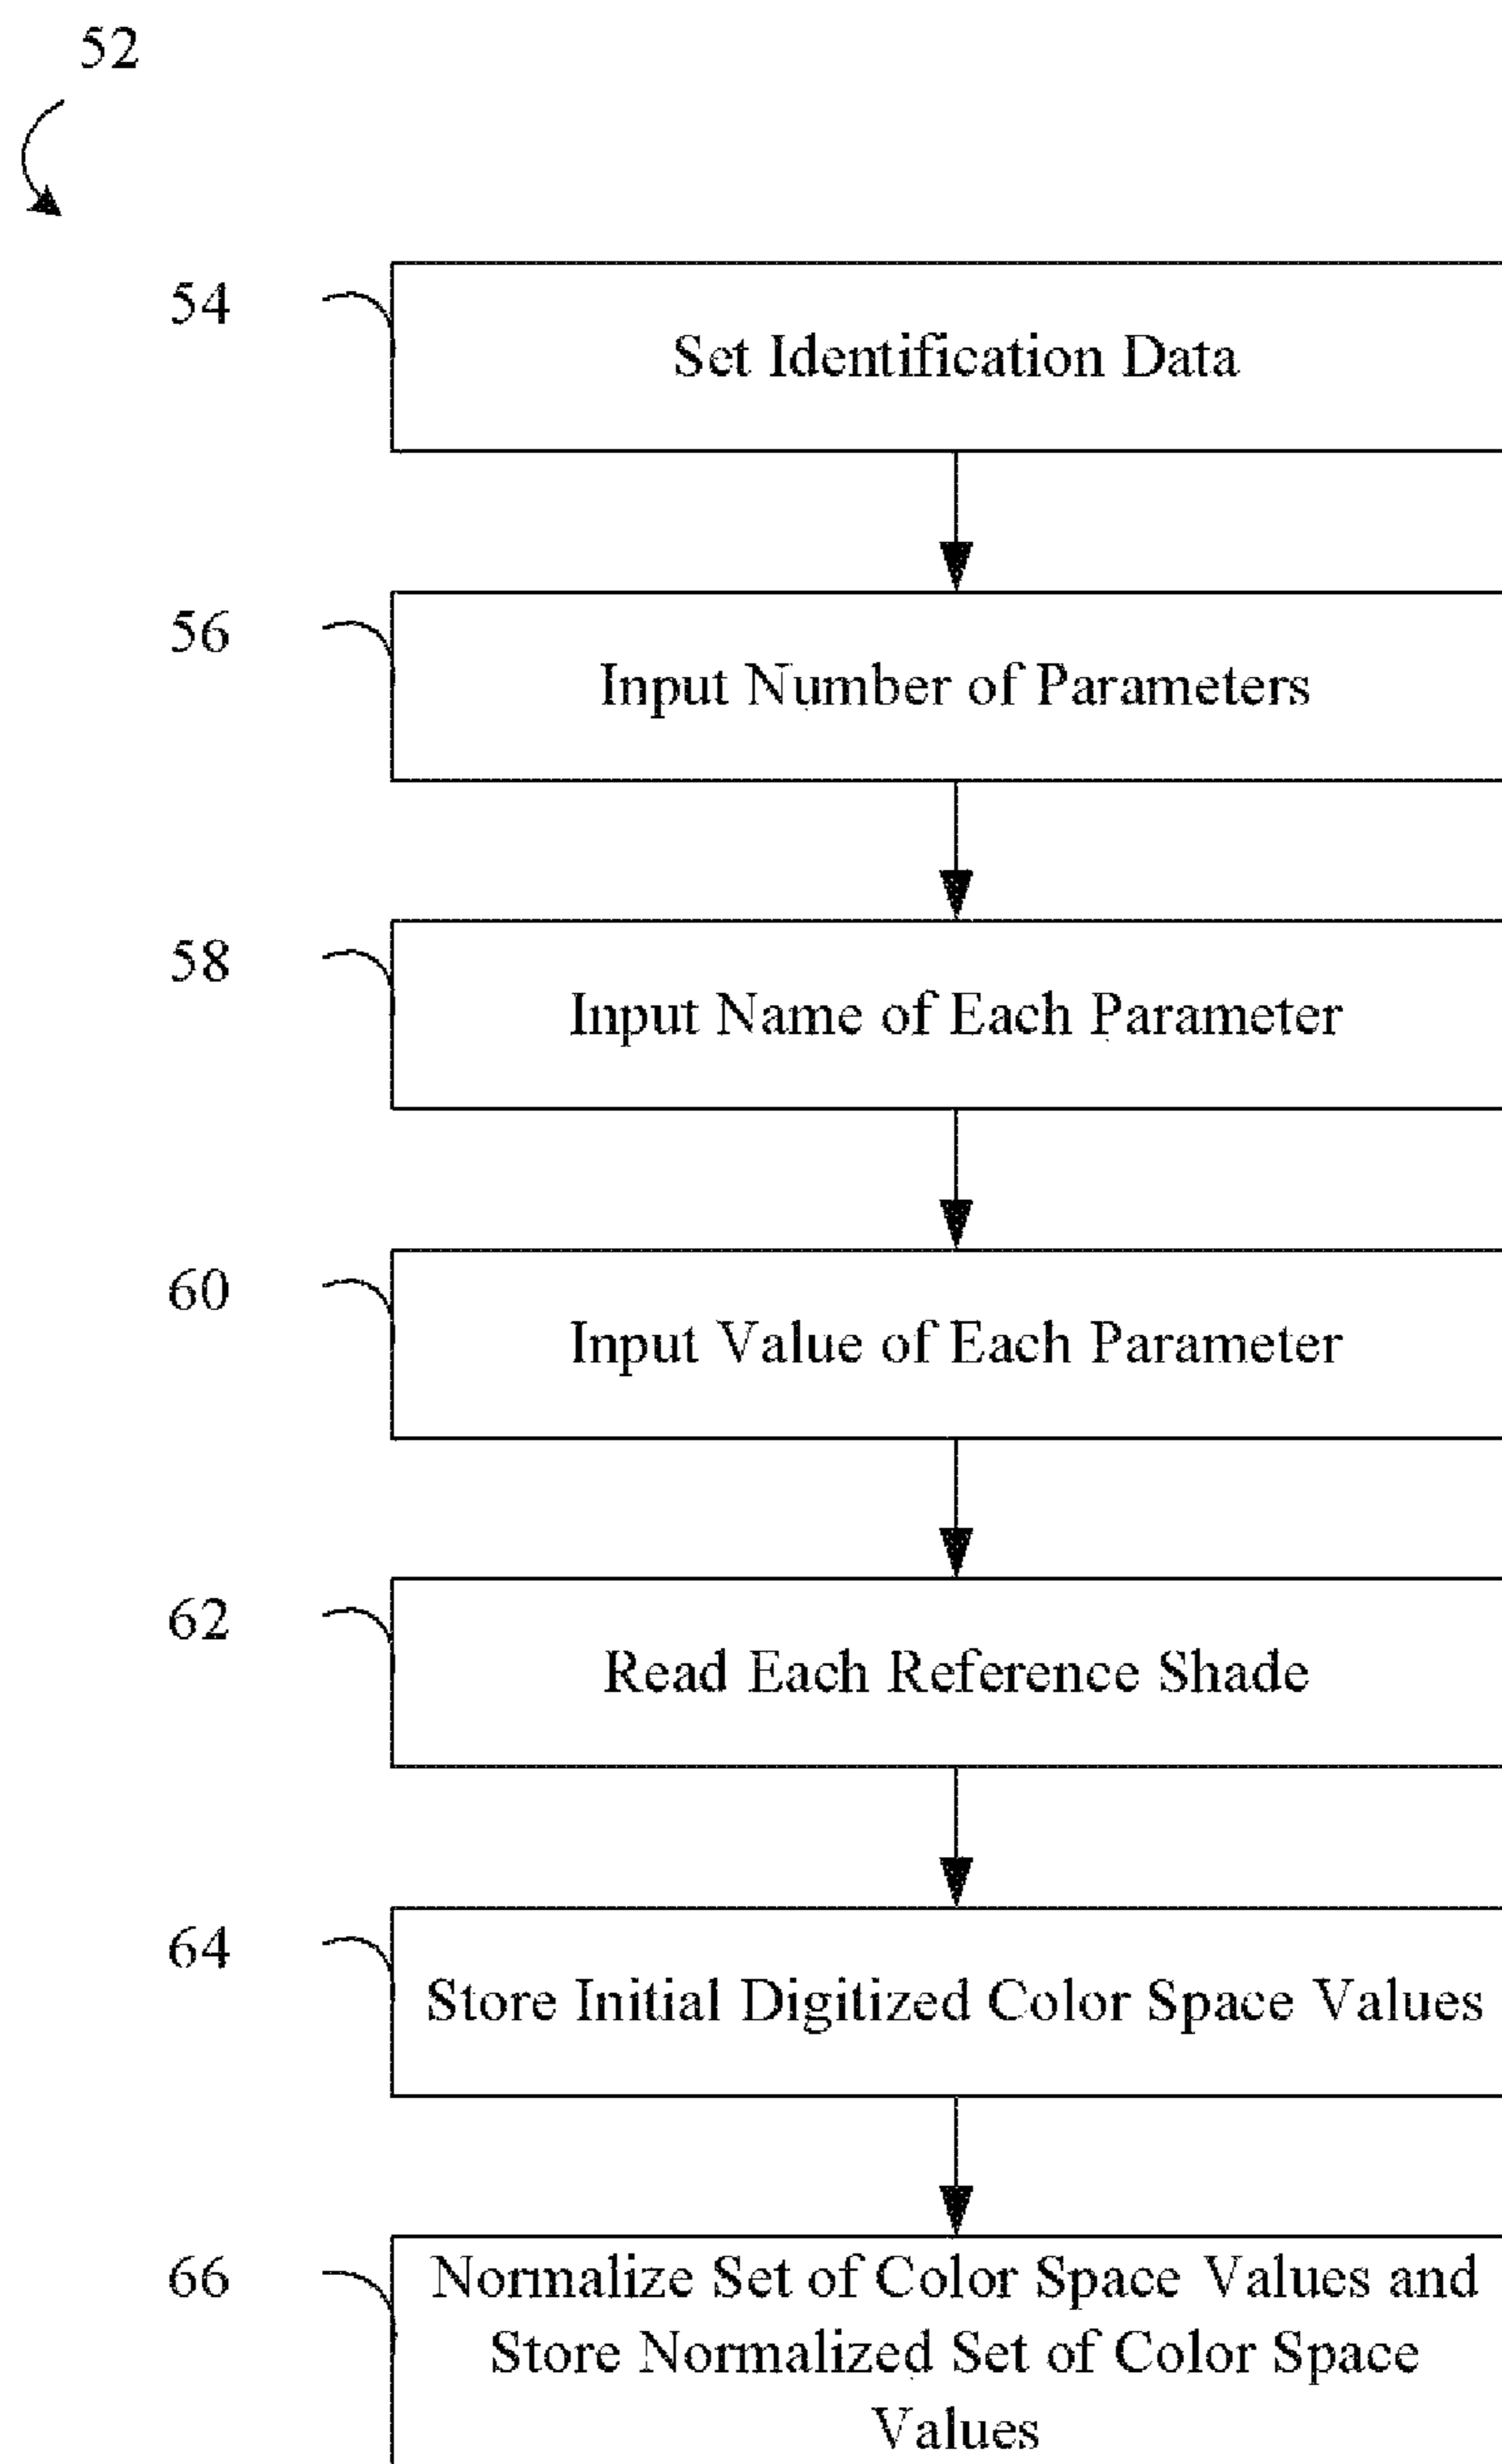 52
54
Set Identification Data
56
Input Number of Parameters
58
Input Name of Each Parameter
60
Input Value of Each Parameter
62
Read Each Reference Shade
64
Store Initial Digitized Color Space Values
66
Normalize Set of Color Space Values and
Store Normalized Set of Color Space
Values